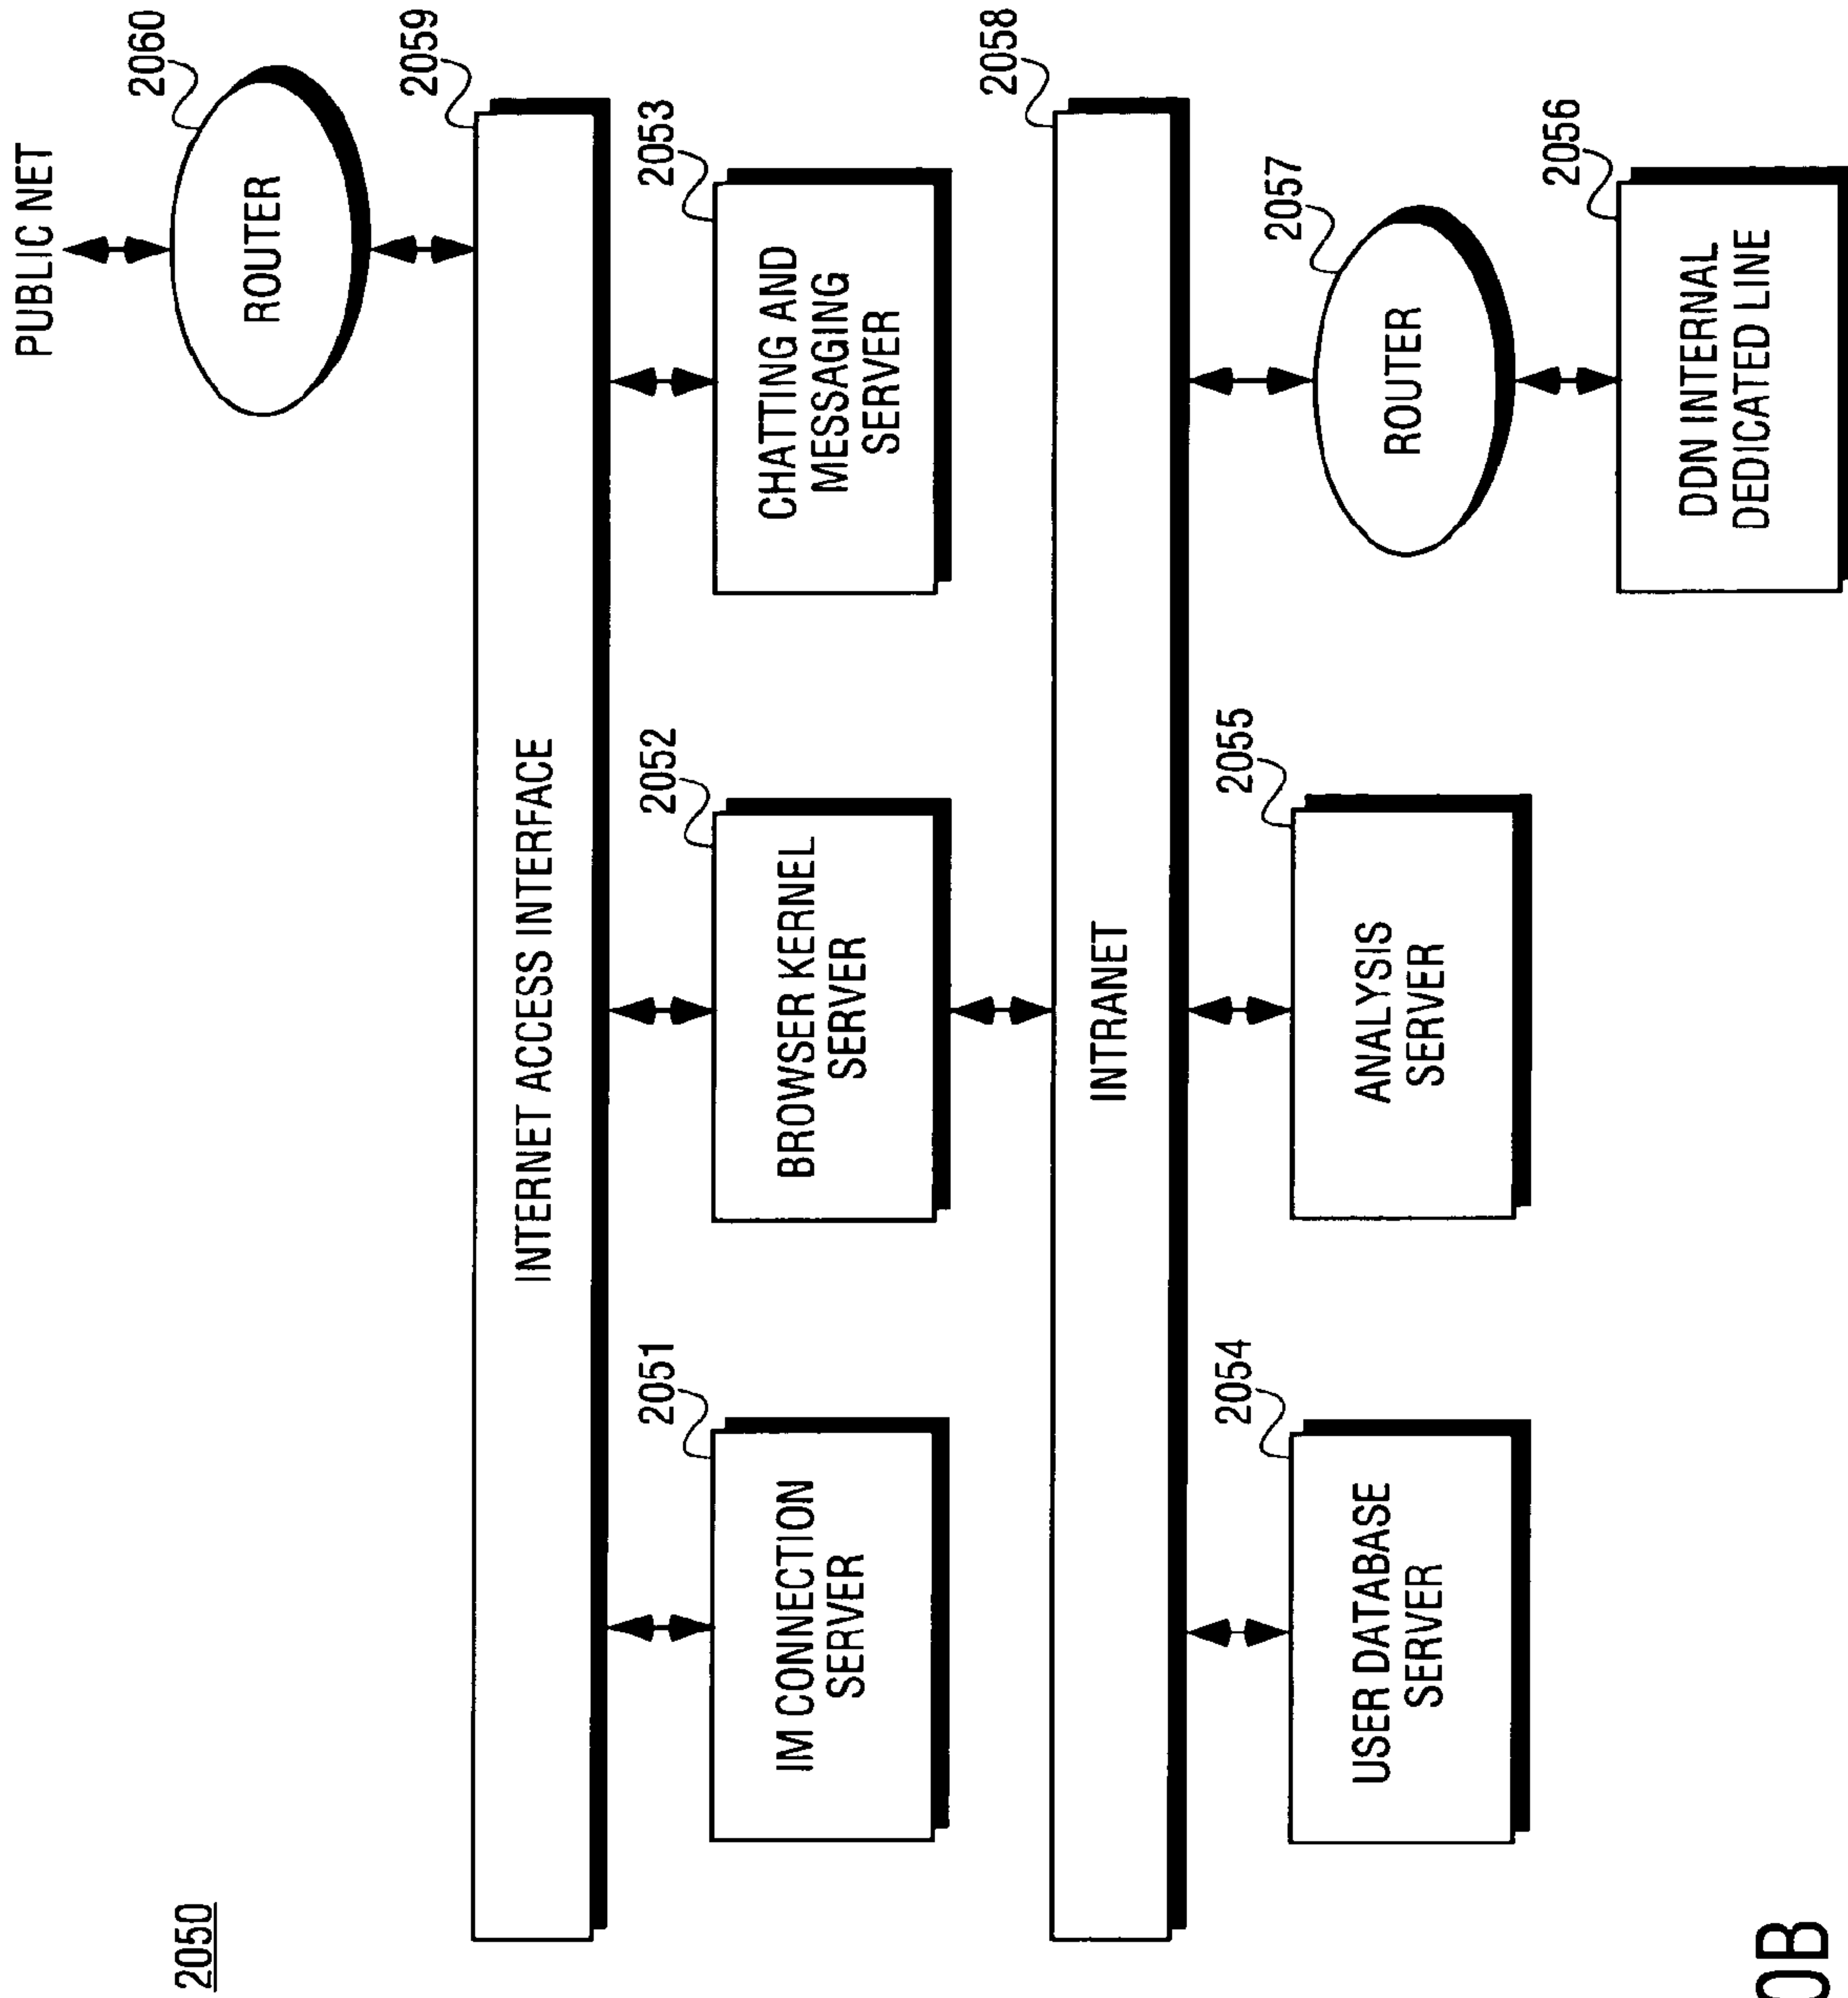 2050
PUBLIC NET
2060
ROUTER
2059
INTERNET ACCESS INTERFACE
2051
IM CONNECTION
SERVER
2052
BROWSER KERNEL
SERVER
2053
CHATTING AND
MESSAGING
SERVER
2058
INTRANET
2054
USER DATABASE
SERVER
2055
ANALYSIS
SERVER
2057
ROUTER
2056
DDN INTERNAL
DEDICATED LINE
0B